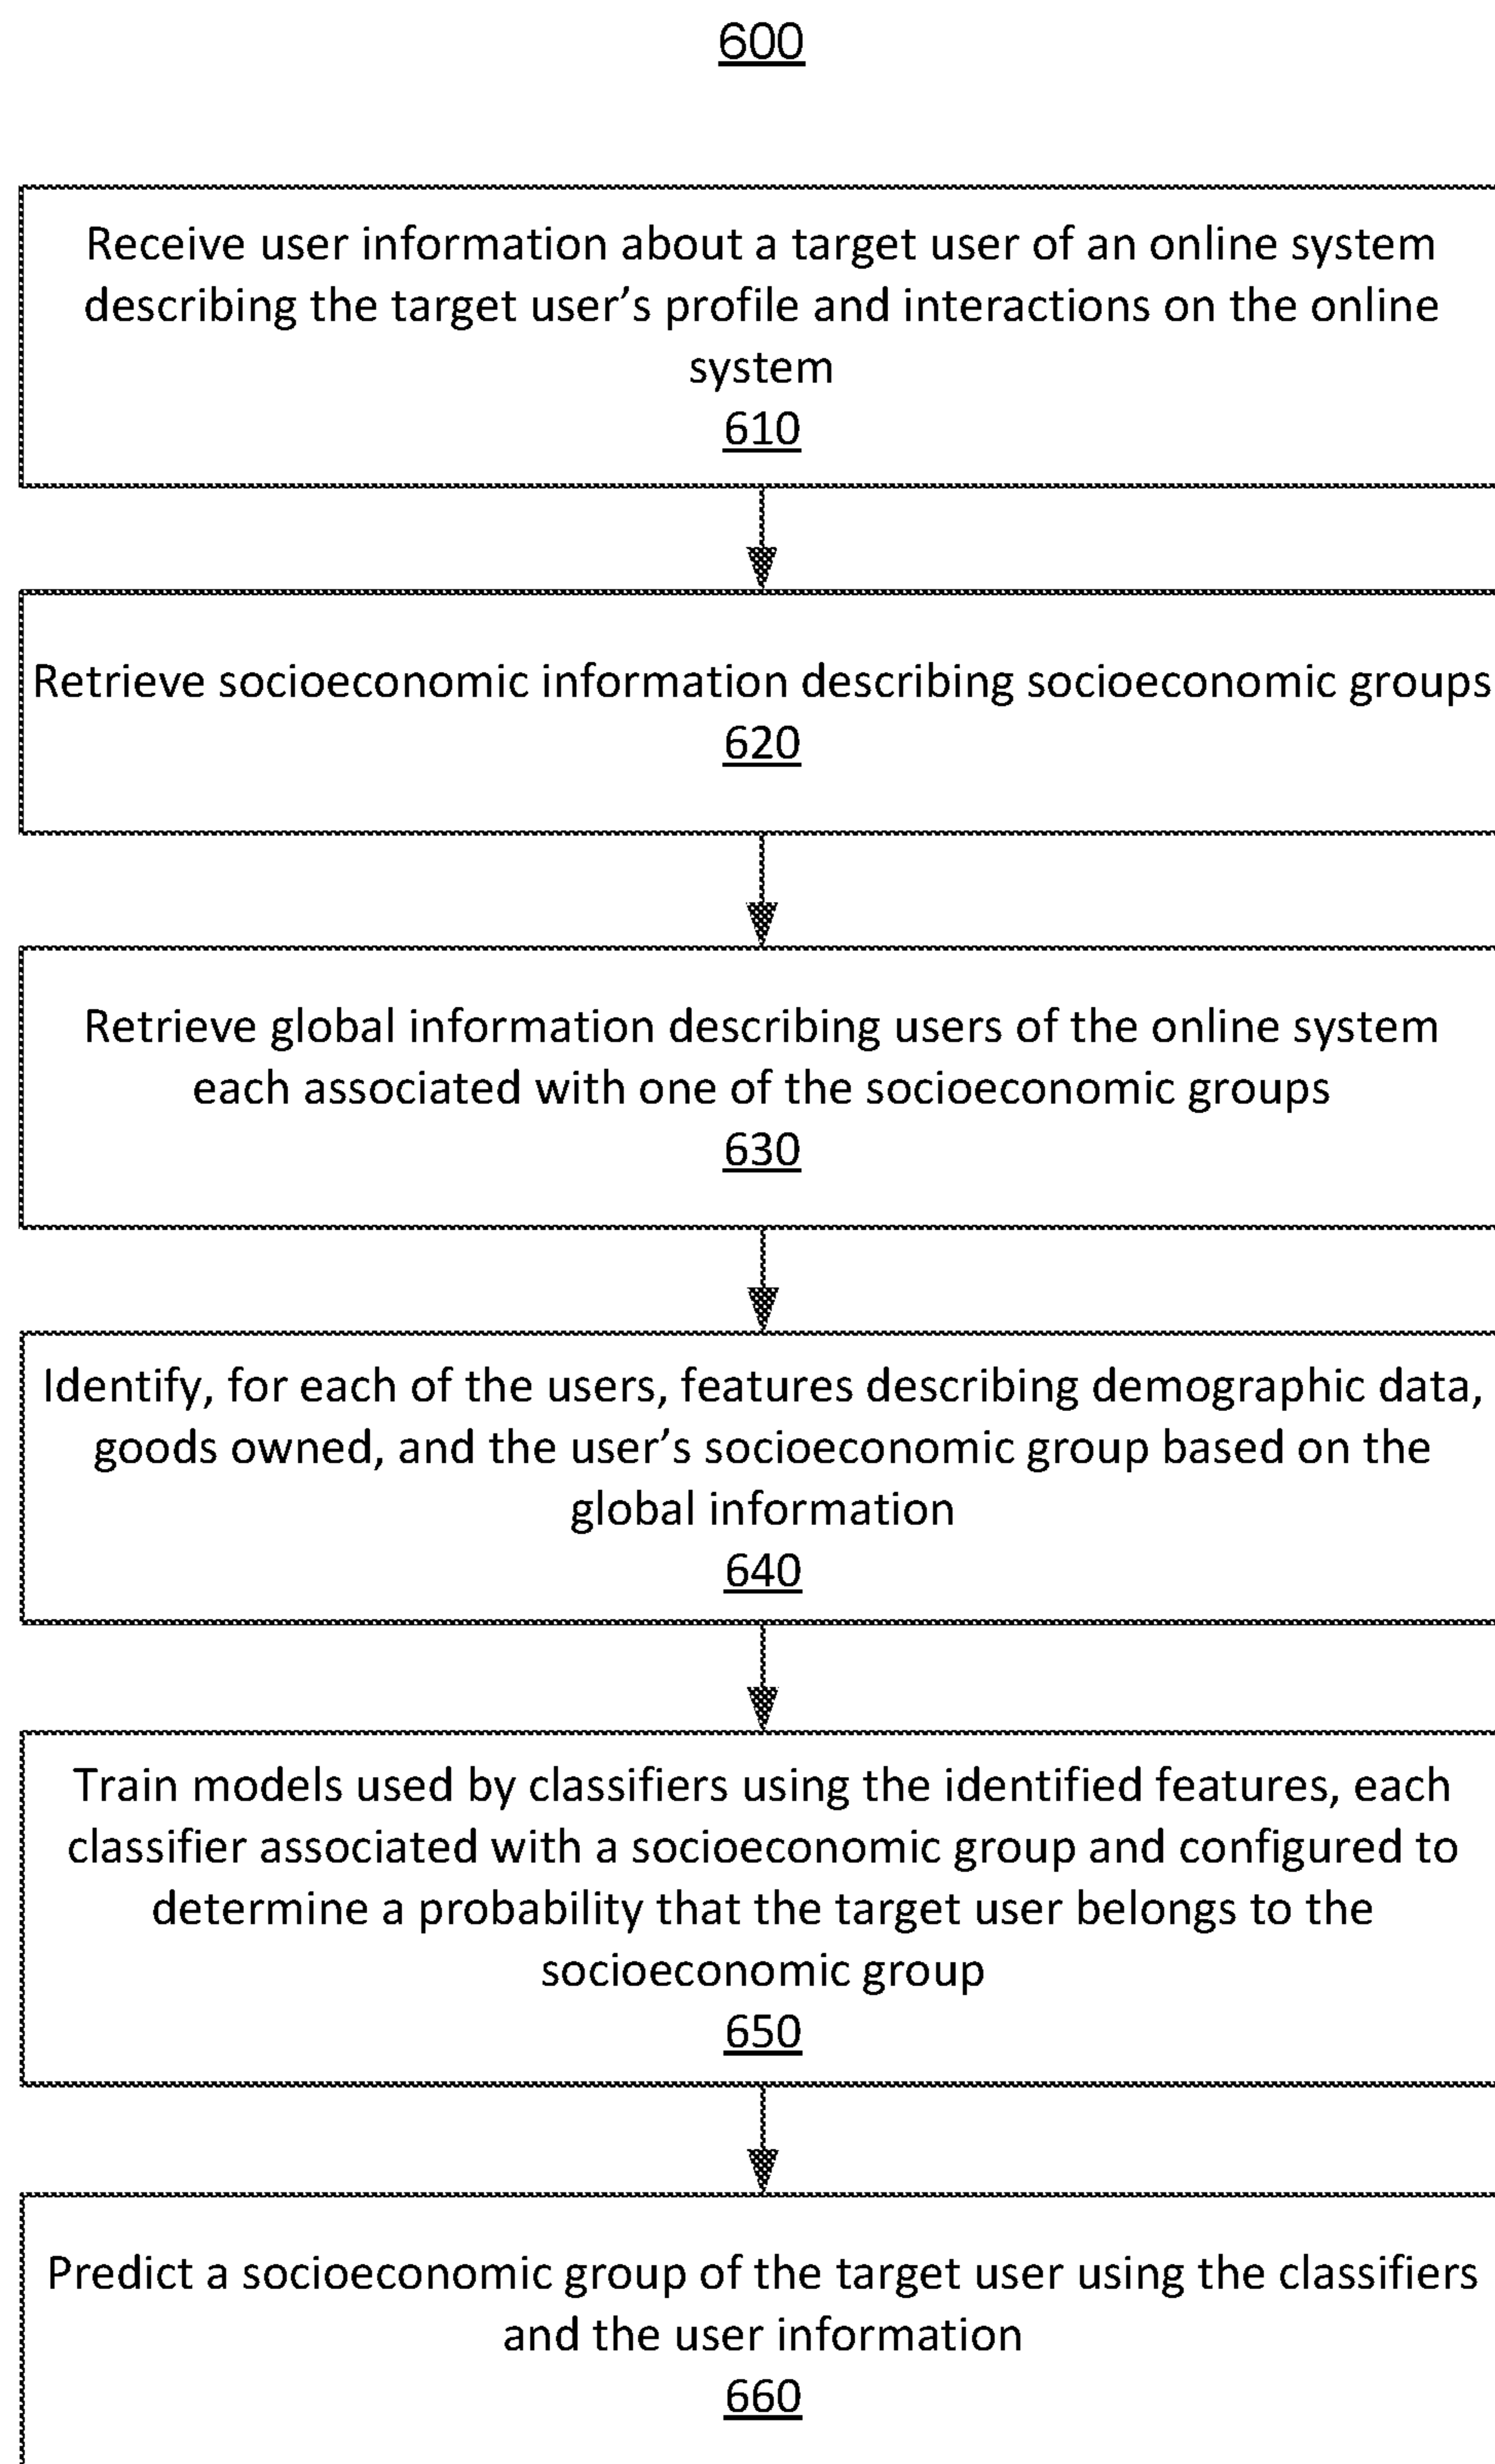 600
Receive user information about a target user of an online system
describing the target user’s profile and interactions on the online
system
610
Retrieve socioeconomic information describing socioeconomic groups
620
Retrieve global information describing users of the online system
each associated with one of the socioeconomic groups
630
Identify, for each of the users, features describing demographic data,
goods owned, and the user’s socioeconomic group based on the
global information
640
Train models used by classifiers using the identified features, each
classifier associated with a socioeconomic group and configured to
determine a probability that the target user belongs to the
socioeconomic group
650
Predict a socioeconomic group of the target user using the classifiers
and the user information
660